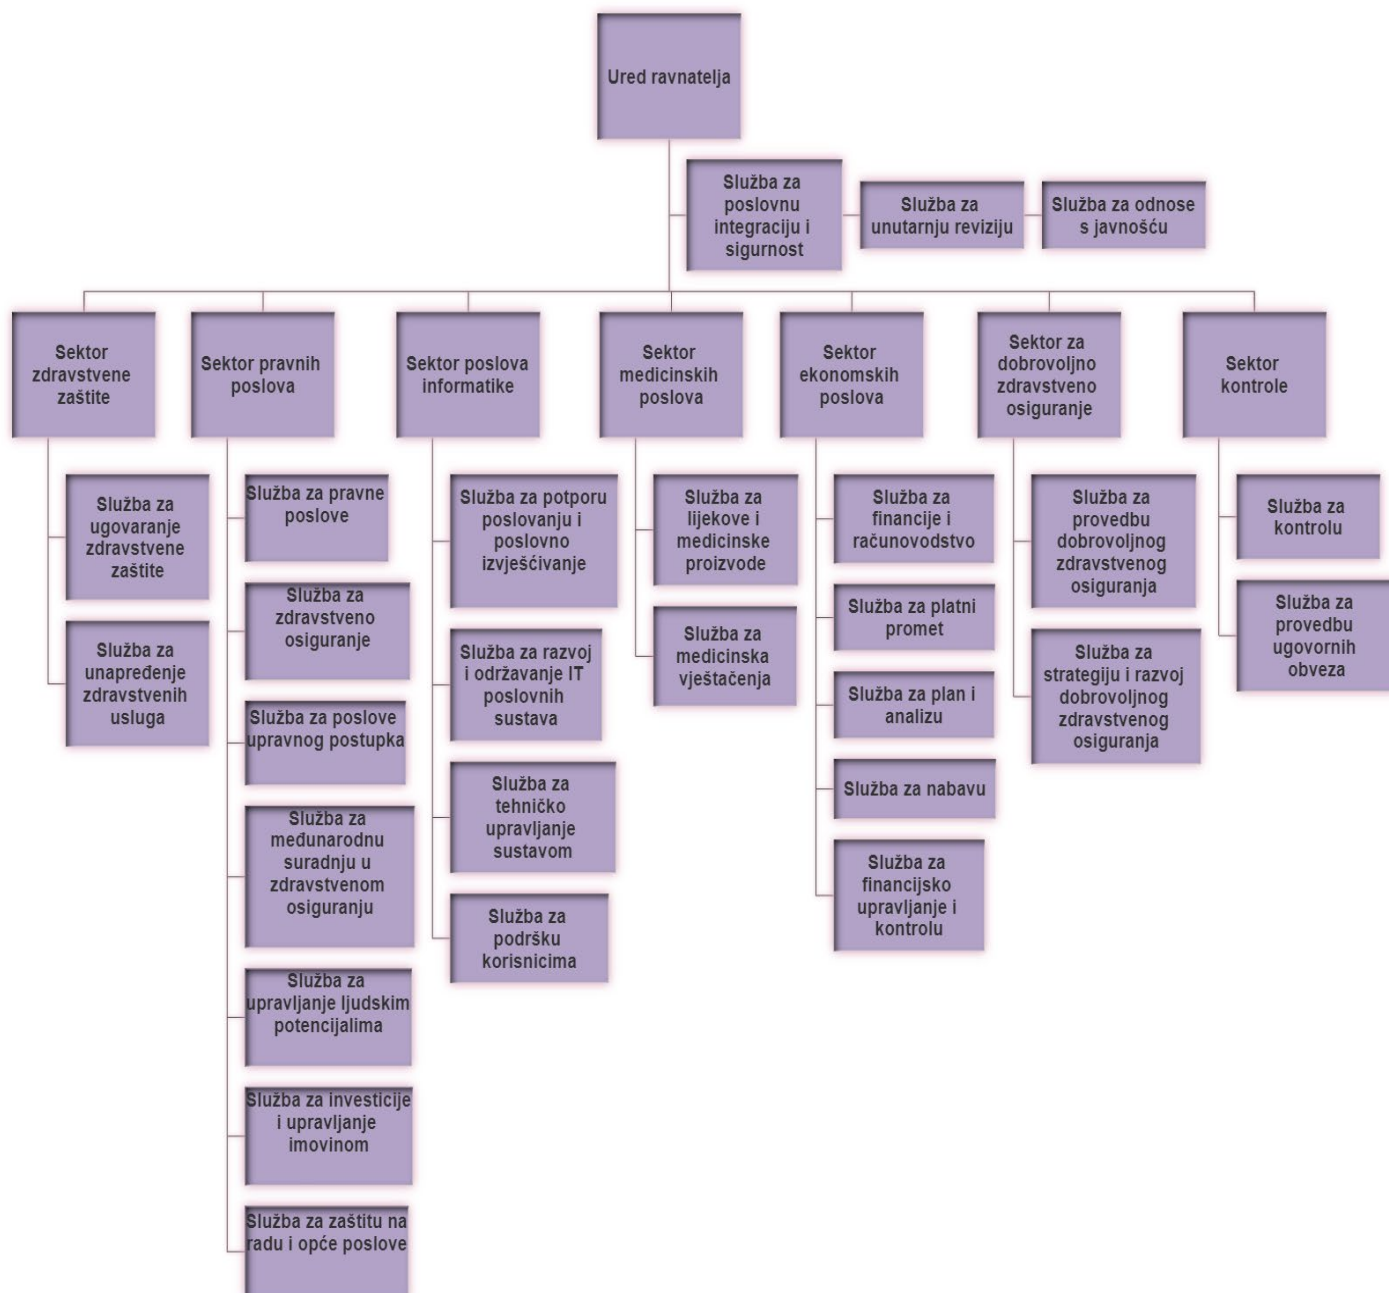 Ured ravnatelja
Služba za
poslovnu
integraciju i
sigurnost
Služba za
unutarnju reviziju
Služba za odnose
s javnošću
Sektor
zdravstvene
zaštite
Sektor pravnih
poslova
Sektor poslova
informatike
Sektor
medicinskih
poslova
Sektor
ekonomskih
poslova
Sektor za
dobrovoljno
zdravstveno
osiguranje
Sektor
kontrole
Služba za
ugovaranje
zdravstvene
zaštite
Služba za
unapređenje
zdravstvenih
usluga
Služba za pravne
poslove
Služba za
zdravstveno
osiguranje
Služba za poslove
upravnog postupka
Služba za
međunarodnu
suradnju u
zdravstvenom
osiguranju
Služba za
upravljanje ljudskim
potencijalima
Služba za investicije
i upravljanje
imovinom
Služba za zaštitu na
radu i opće poslove
Služba za potporu
poslovanju i
poslovno
izvješćivanje
Služba za razvoj
i održavanje IT
poslovnih
sustava
Služba za
tehničko
upravljanje
sustavom
Služba za
podršku
korisnicima
Služba za
lijekove i
medicinske
proizvode
Služba za
medicinska
vještačenja
Služba za
financije i
računovodstvo
Služba za platni
promet
Služba za plan i
analizu
Služba za nabavu
Služba za
financijsko
upravljanje i
kontrolu
Služba za
provedbu
dobrovoljnog
zdravstvenog
osiguranja
Služba za
strategiju i razvoj
dobrovoljnog
zdravstvenog
osiguranja
Služba za
kontrolu
Služba za
provedbu
ugovornih
obveza